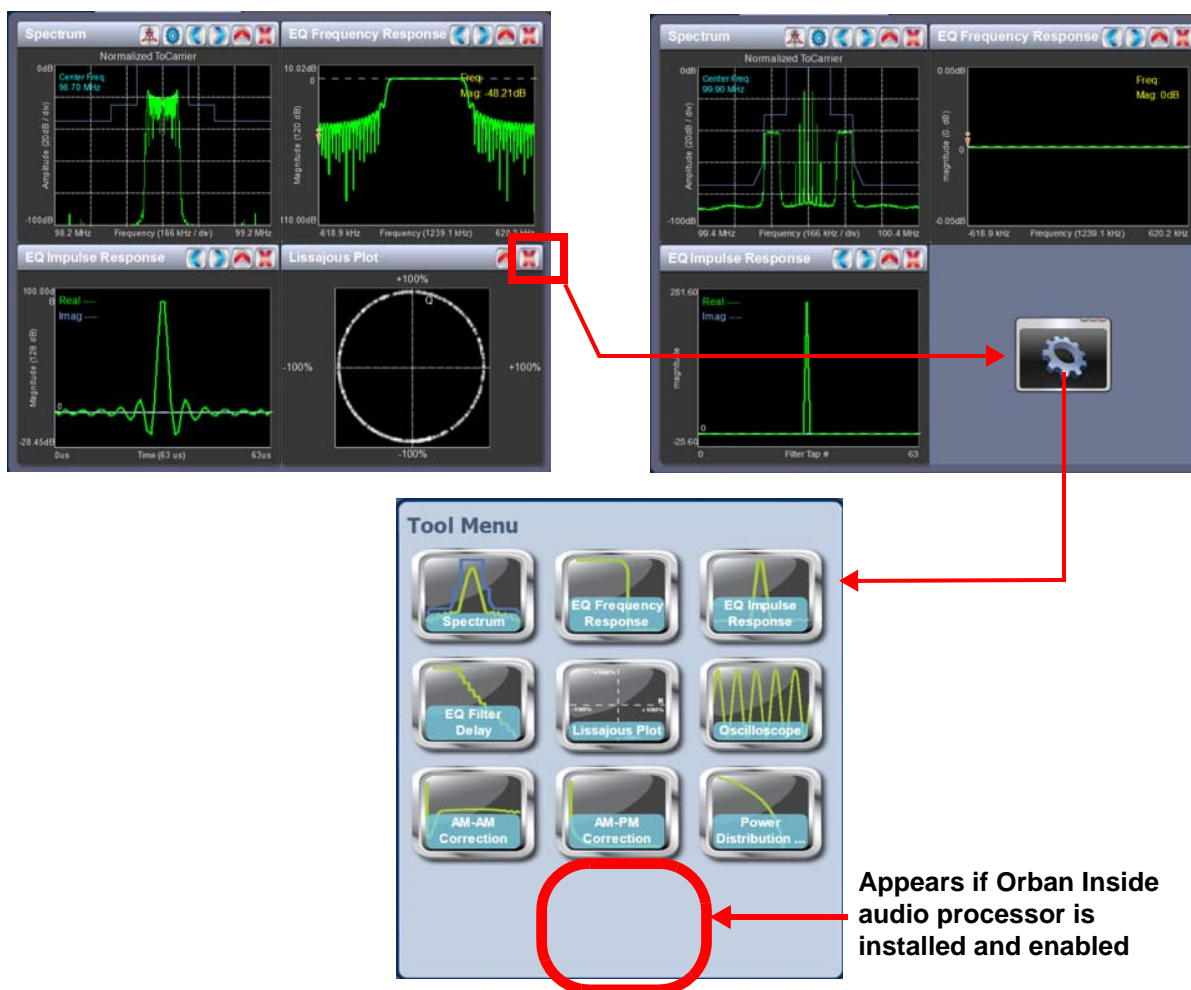 Spectrum
Normalized ToCarrier
0dB
Center Freq:
98.70 MHz
Amplitude (20dB / div)
-100dB
98.2 MHz Frequency (166 kHz / div) 99.2 MHz
EQ Frequency Response
10.02dB
0
Freq:
Mag: -48.21dB
Magnitude (120 dB)
110.00dB
-618.9 kHz Frequency (1239.1 kHz) 620.2 kHz
EQ Impulse Response
100.00d
B
Real ----
Imag ----
Magnitude (128 dB)
0
-28.45dB
0us Time (63 us) 63us
Lissajous Plot
+100%
Q
-100%
+100%
-100%
Spectrum
Normalized ToCarrier
0dB
Center Freq:
99.90 MHz
Amplitude (20dB / div)
-100dB
99.4 MHz Frequency (166 kHz / div) 100.4 MHz
EQ Frequency Response
0.05dB
Freq:
Mag: 0dB
magnitude (0. dB)
0
-0.05dB
-618.9 kHz Frequency (1239.1 kHz) 620.2 kHz
EQ Impulse Response
281.60
Real ----
Imag ----
magnitude
0
-25.60
0 Filter Tap # 63
Tool Menu
Spectrum
EQ Frequency
Response
EQ Impulse
Response
EQ Filter
Delay
+100%
R
-100% +100%
Lissajous Plot
Oscilloscope
AM-AM
Correction
AM-PM
Correction
Power
Distribution ...
Appears if Orban Inside
audio processor is
installed and enabled